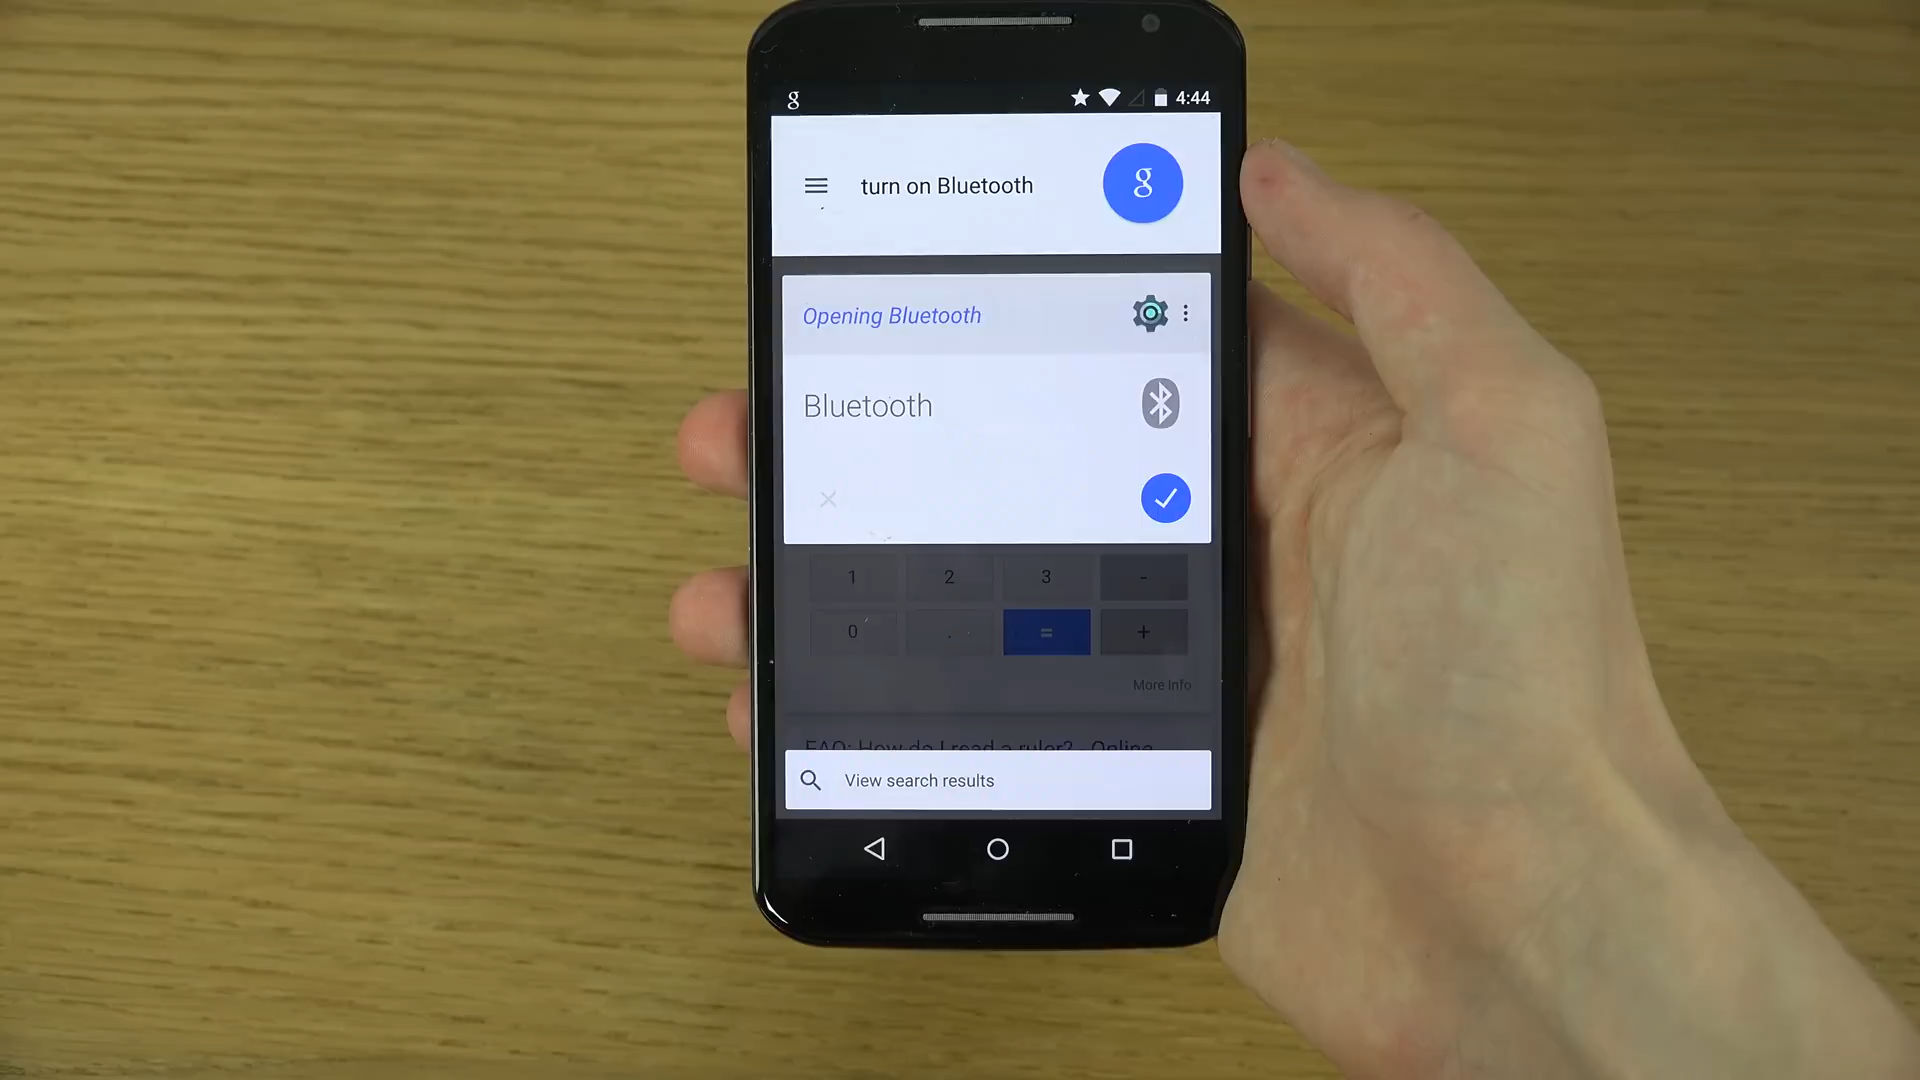 g 4:44
turn on Bluetooth g
Opening Bluetooth
Bluetooth
1 2 3 -
0 . = +
More info
FAQ: How do I read a ruler? - Online
View search results